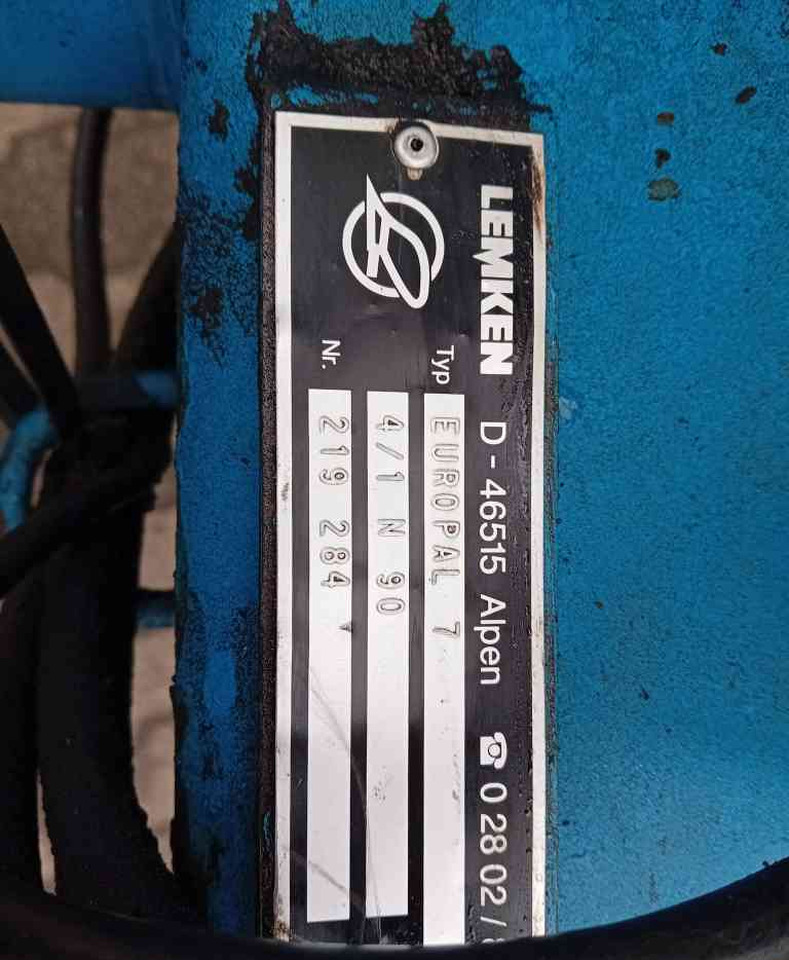 LEMKEN D - 46515 Alpen ☎ 0 28 02 /
Typ EUROPAL 7
4/1 N 90
Nr. 219 284